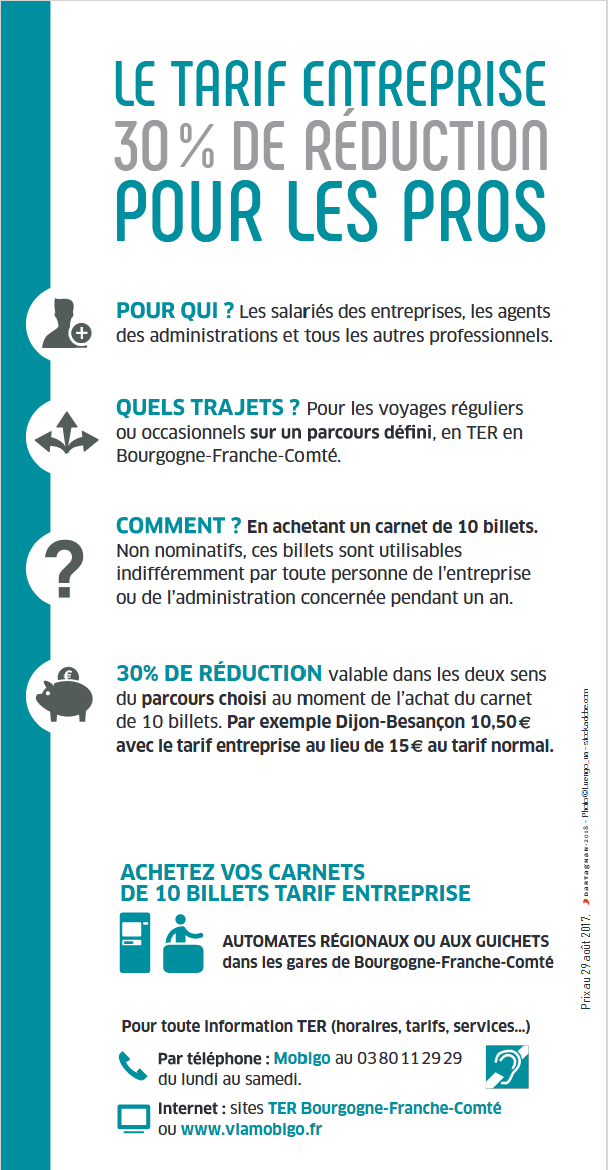 LE TARIF ENTREPRISE
30% DE RÉDUCTION
POUR LES PROS
POUR QUI ? Les salariés des entreprises, les agents
des administrations et tous les autres professionnels.
QUELS TRAJETS ? Pour les voyages réguliers
ou occasionnels sur un parcours défini, en TER en
Bourgogne-Franche-Comté.
COMMENT ? En achetant un carnet de 10 billets.
Non nominatifs, ces billets sont utilisables
indifféremment par toute personne de l’entreprise
ou de l’administration concernée pendant un an.
€
30% DE RÉDUCTION valable dans les deux sens
du parcours choisi au moment de l’achat du carnet
de 10 billets. Par exemple Dijon-Besançon 10,50€
avec le tarif entreprise au lieu de 15€ au tarif normal.
ACHETEZ VOS CARNETS
DE 10 BILLETS TARIF ENTREPRISE
AUTOMATES RÉGIONAUX OU AUX GUICHETS
dans les gares de Bourgogne-Franche-Comté
Pour toute information TER (horaires, tarifs, services...)
Par téléphone : Mobigo au 03 80 11 29 29
du lundi au samedi.
Internet : sites TER Bourgogne-Franche-Comté
ou www.viamobigo.fr
Prix au 29 août 2017. DARTAGNAN-2018 - Photo ©Luengo_ua - stock.adobe.com